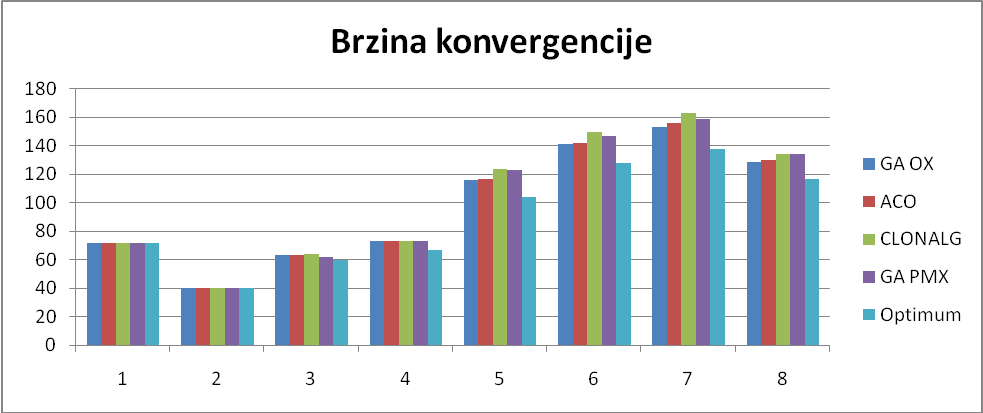 Brzina konvergencije
180
160
140
120
100
80
60
40
20
0
1 2 3 4 5 6 7 8
GA OX
ACO
CLONALG
GA PMX
Optimum